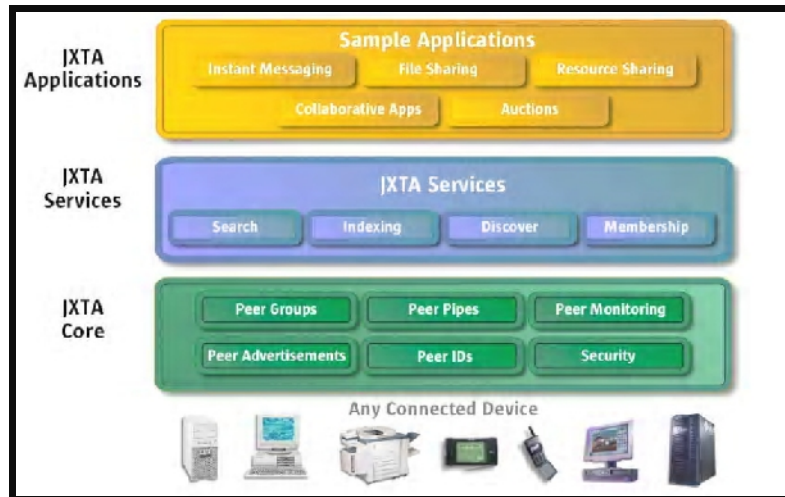 Sample Applications
JXTA
Applications
Instant Messaging File Sharing Resource Sharing
Collaborative Apps Auctions
JXTA
Services
JXTA Services
Search Indexing Discover Membership
JXTA
Core
Peer Groups Peer Pipes Peer Monitoring
Peer Advertisements Peer IDs Security
Any Connected Device